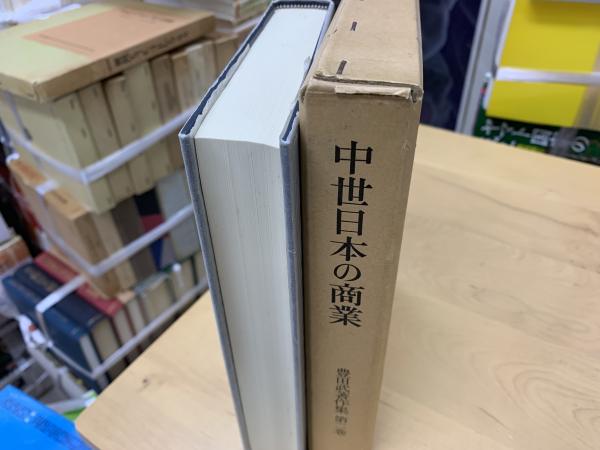 中世日本の商業
豊田武著作集 第二巻